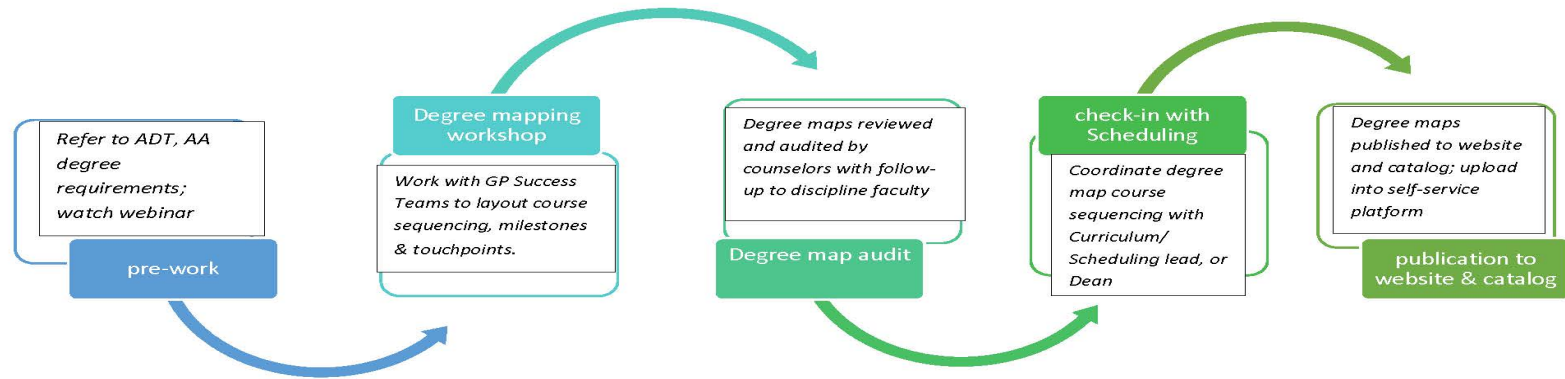 Refer to ADT, AA
degree
requirements;
watch webinar
pre-work
Degree mapping
workshop
Work with GP Success
Teams to layout course
sequencing, milestones
& touchpoints.
Degree maps reviewed
and audited by
counselors with follow-
up to discipline faculty
Degree map audit
check-in with
Scheduling
Coordinate degree
map course
sequencing with
Curriculum/
Scheduling lead, or
Dean
Degree maps
published to website
and catalog; upload
into self-service
platform
publication to
website & catalog